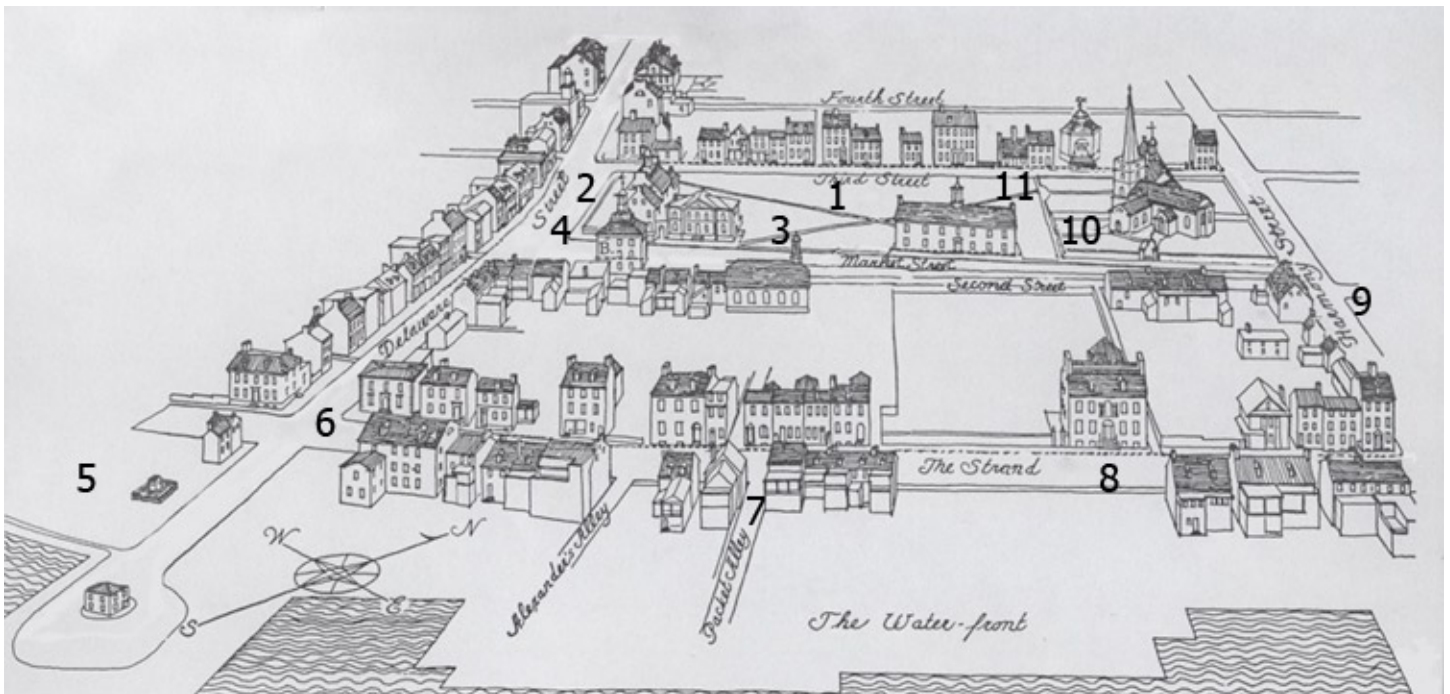 Fourth Street
Third Street
11
1
2
Street
4
3
10
B.
Market Street
Second Street
Street
Harmony
9
Delaware
6
5
The Strand
8
7
W
N
S
E
Alexander's Alley
Packet Alley
The Water-front